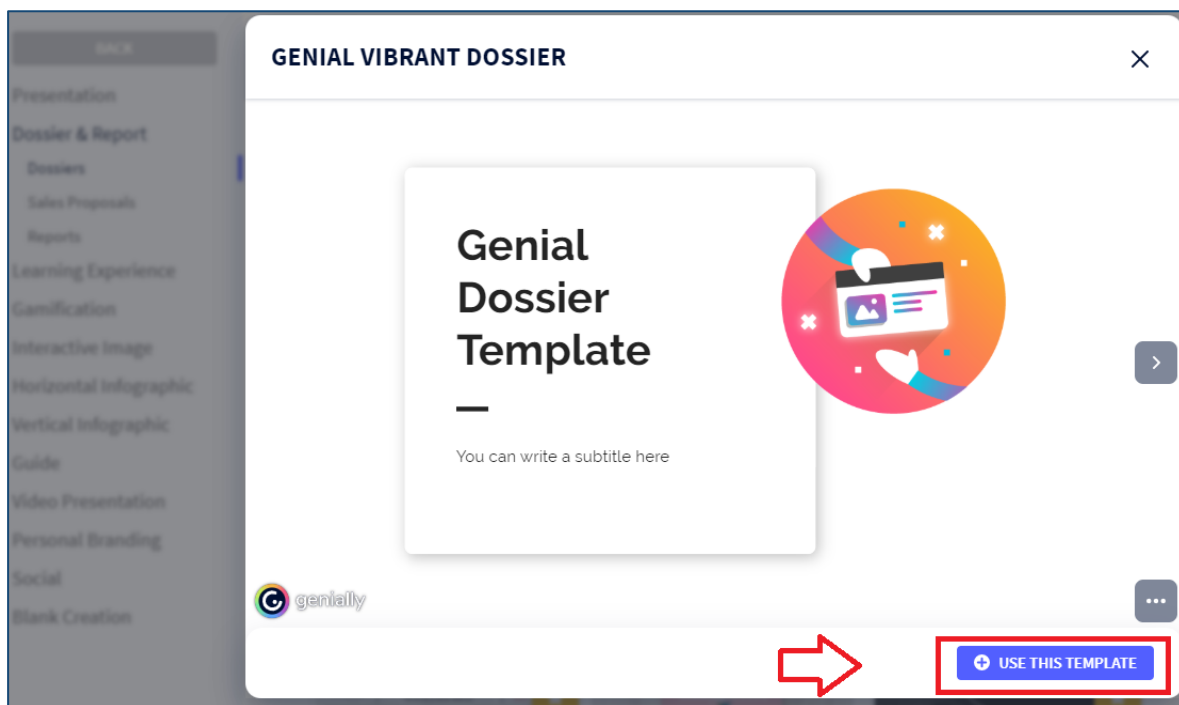 BACK
Presentation
Dossier & Report
Dossiers
Sales Proposals
Reports
Learning Experience
Gamification
Interactive Image
Horizontal Infographic
Vertical Infographic
Guide
Video Presentation
Personal Branding
Social
Blank Creation
GENIAL VIBRANT DOSSIER
Genial
Dossier
Template
You can write a subtitle here
genially
USE THIS TEMPLATE